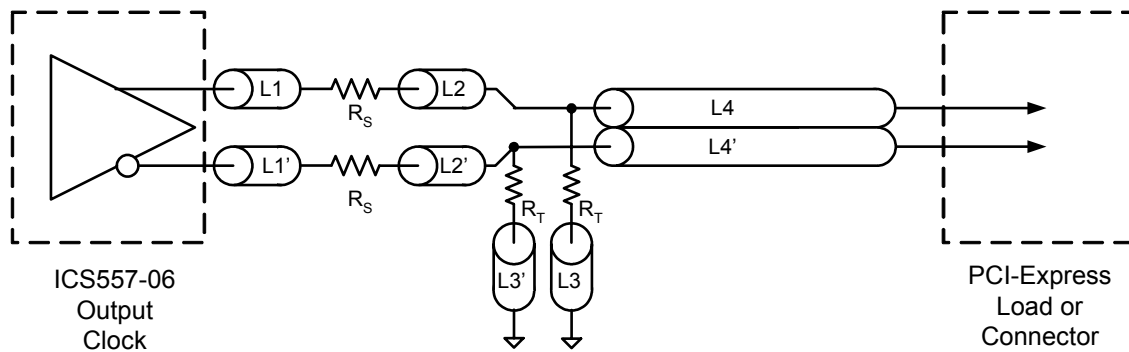 L1
R_S
L2
L4
L1'
R_S
L2'
L4'
R_T
R_T
L3'
L3
ICS557-06
Output
Clock
PCI-Express
Load or
Connector